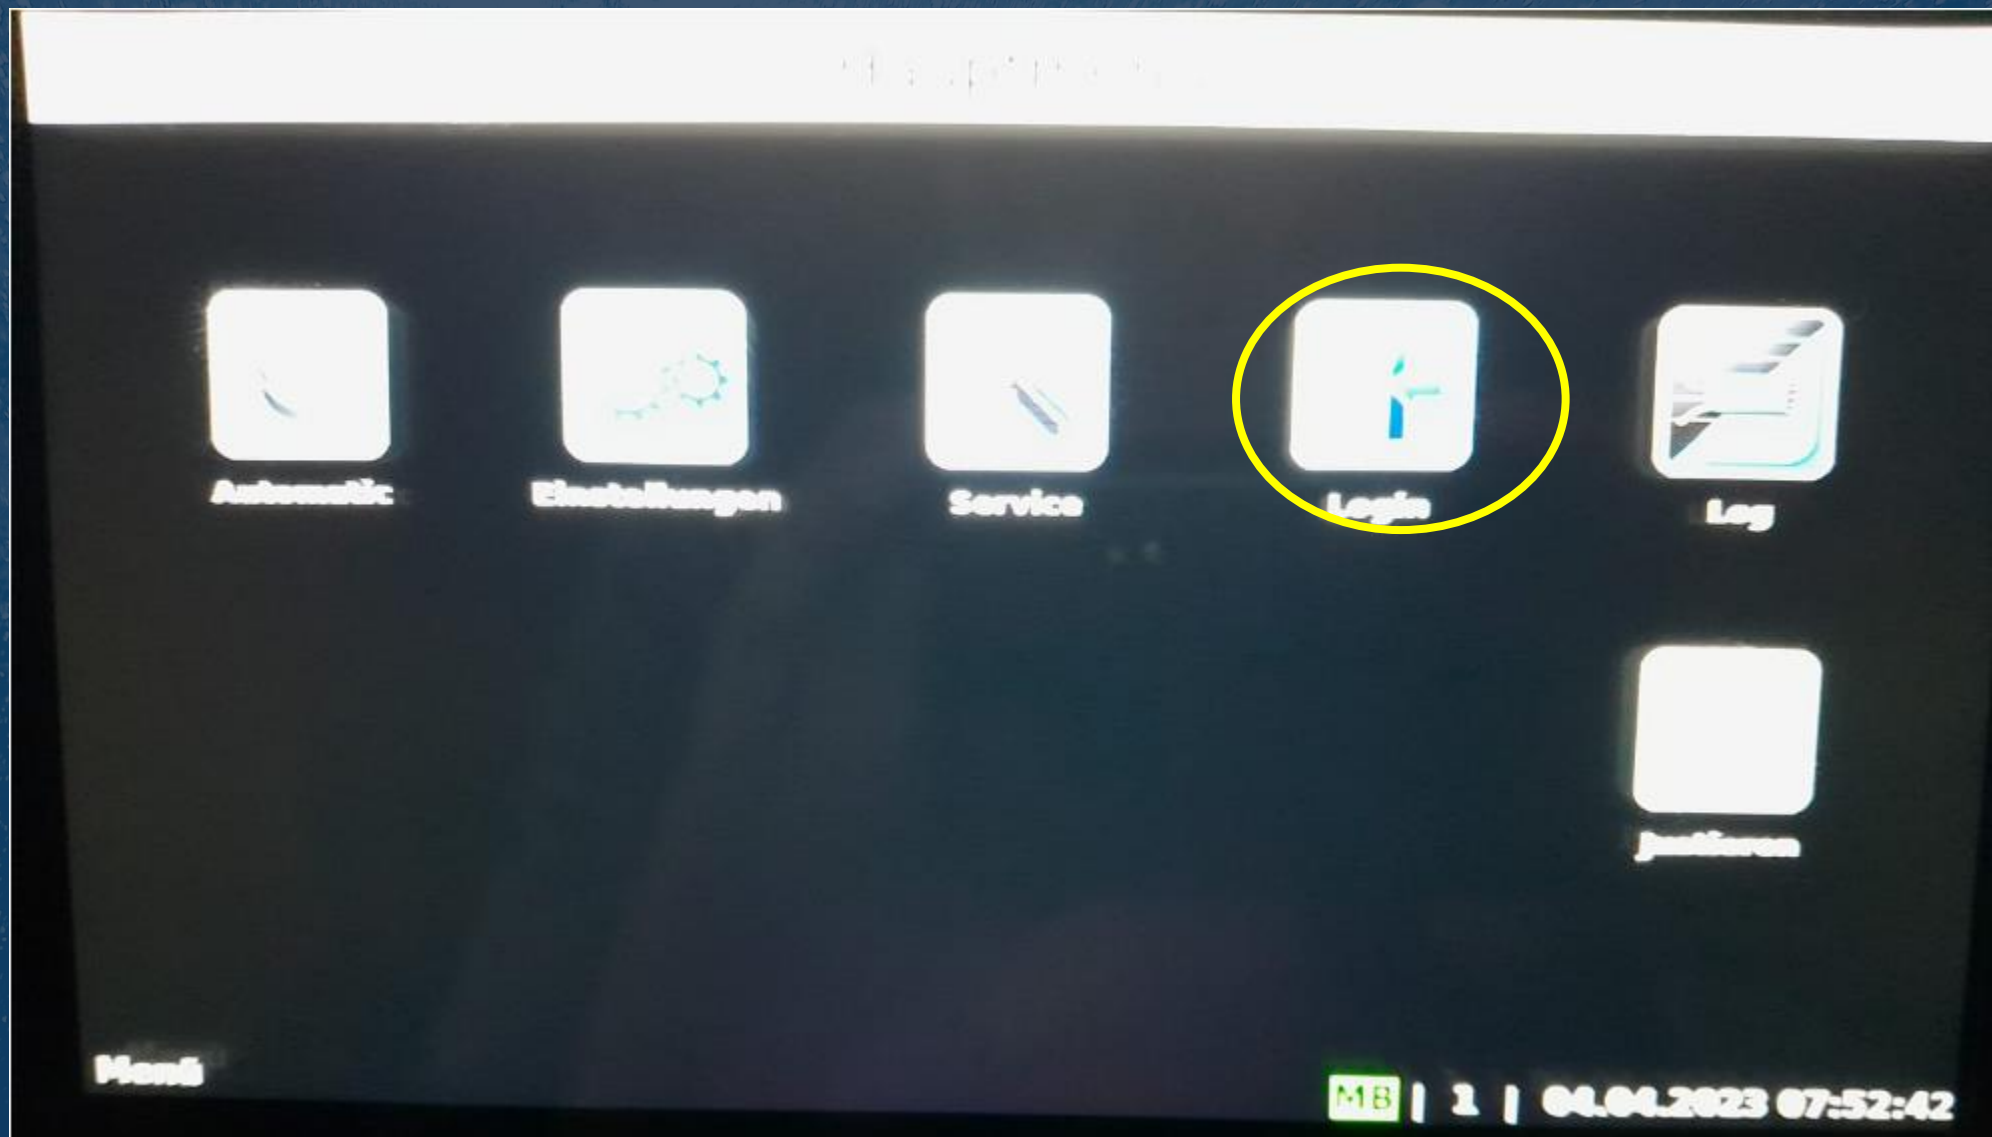 Automatic
Einstellungen
Service
Login
Log
Justieren
Menü
MB | 1 | 04.04.2023 07:52:42